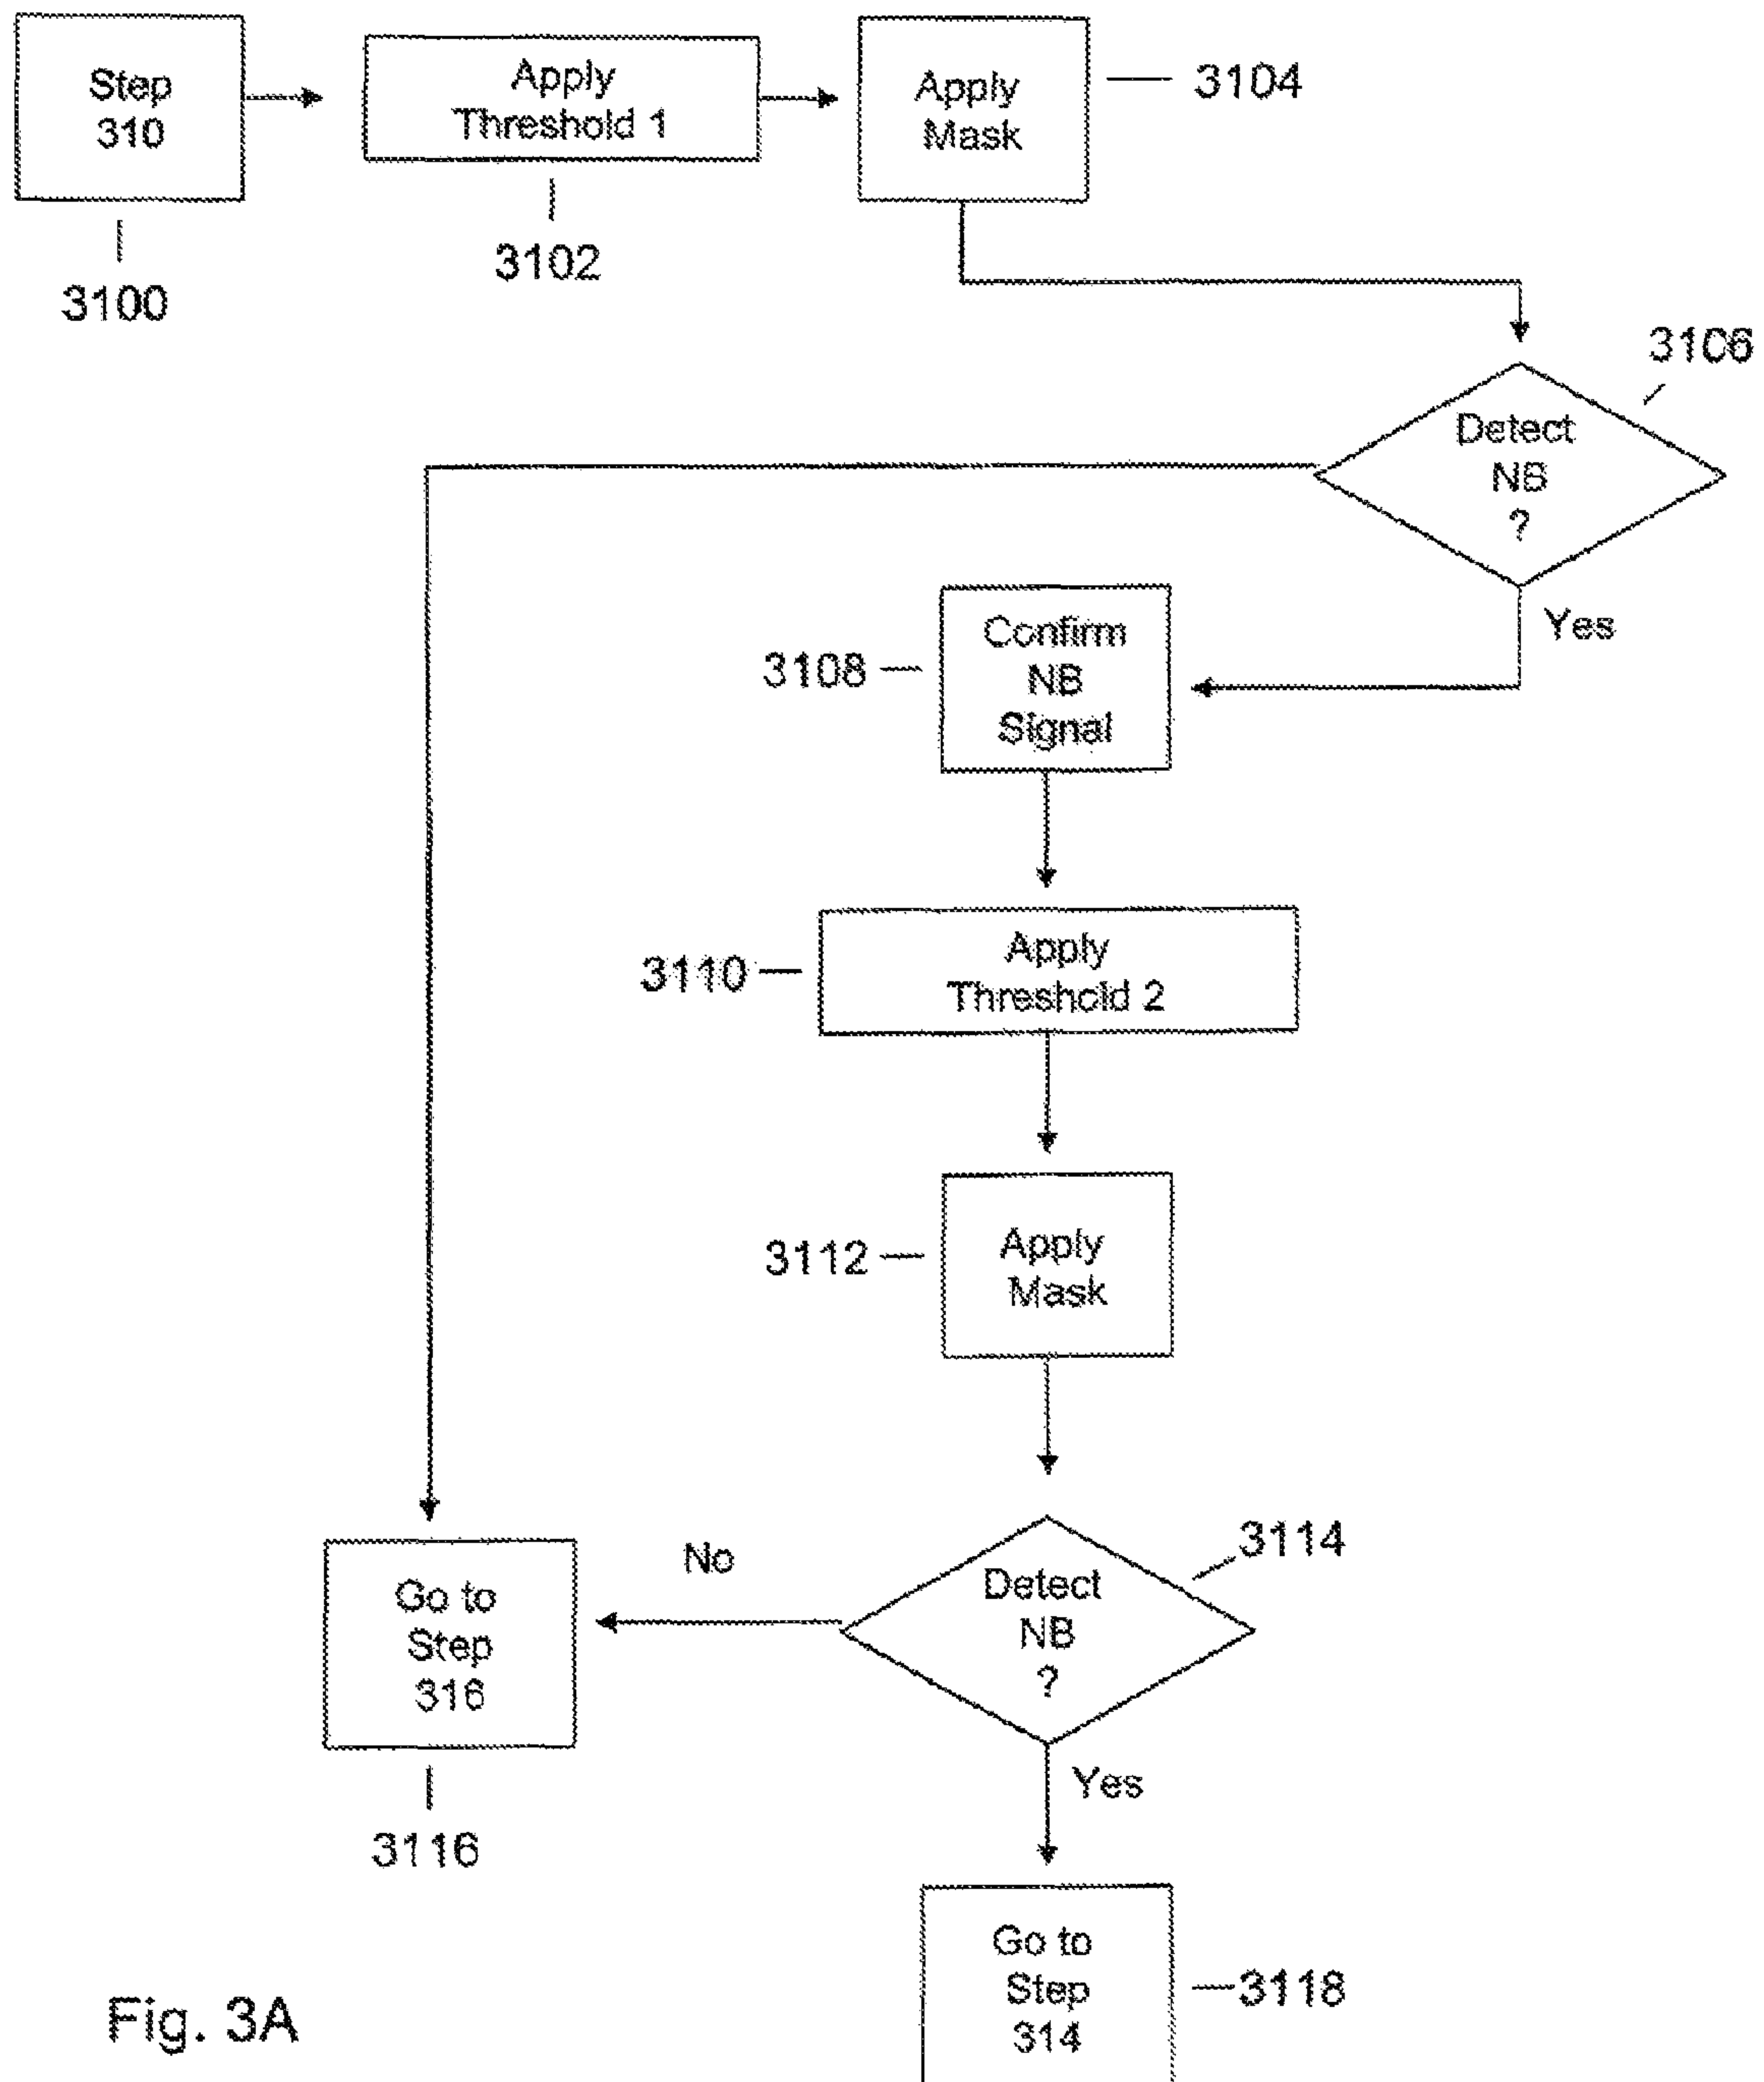 Step
310
3100
Apply
Threshold 1
3102
Apply
Mask
3104
3106
Detect
NB
?
Yes
Confirm
NB
Signal
3108
Apply
Threshold 2
3110
Apply
Mask
3112
Detect
NB
?
3114
No
Go to
Step
316
3116
Yes
Go to
Step
314
3118
Fig. 3A